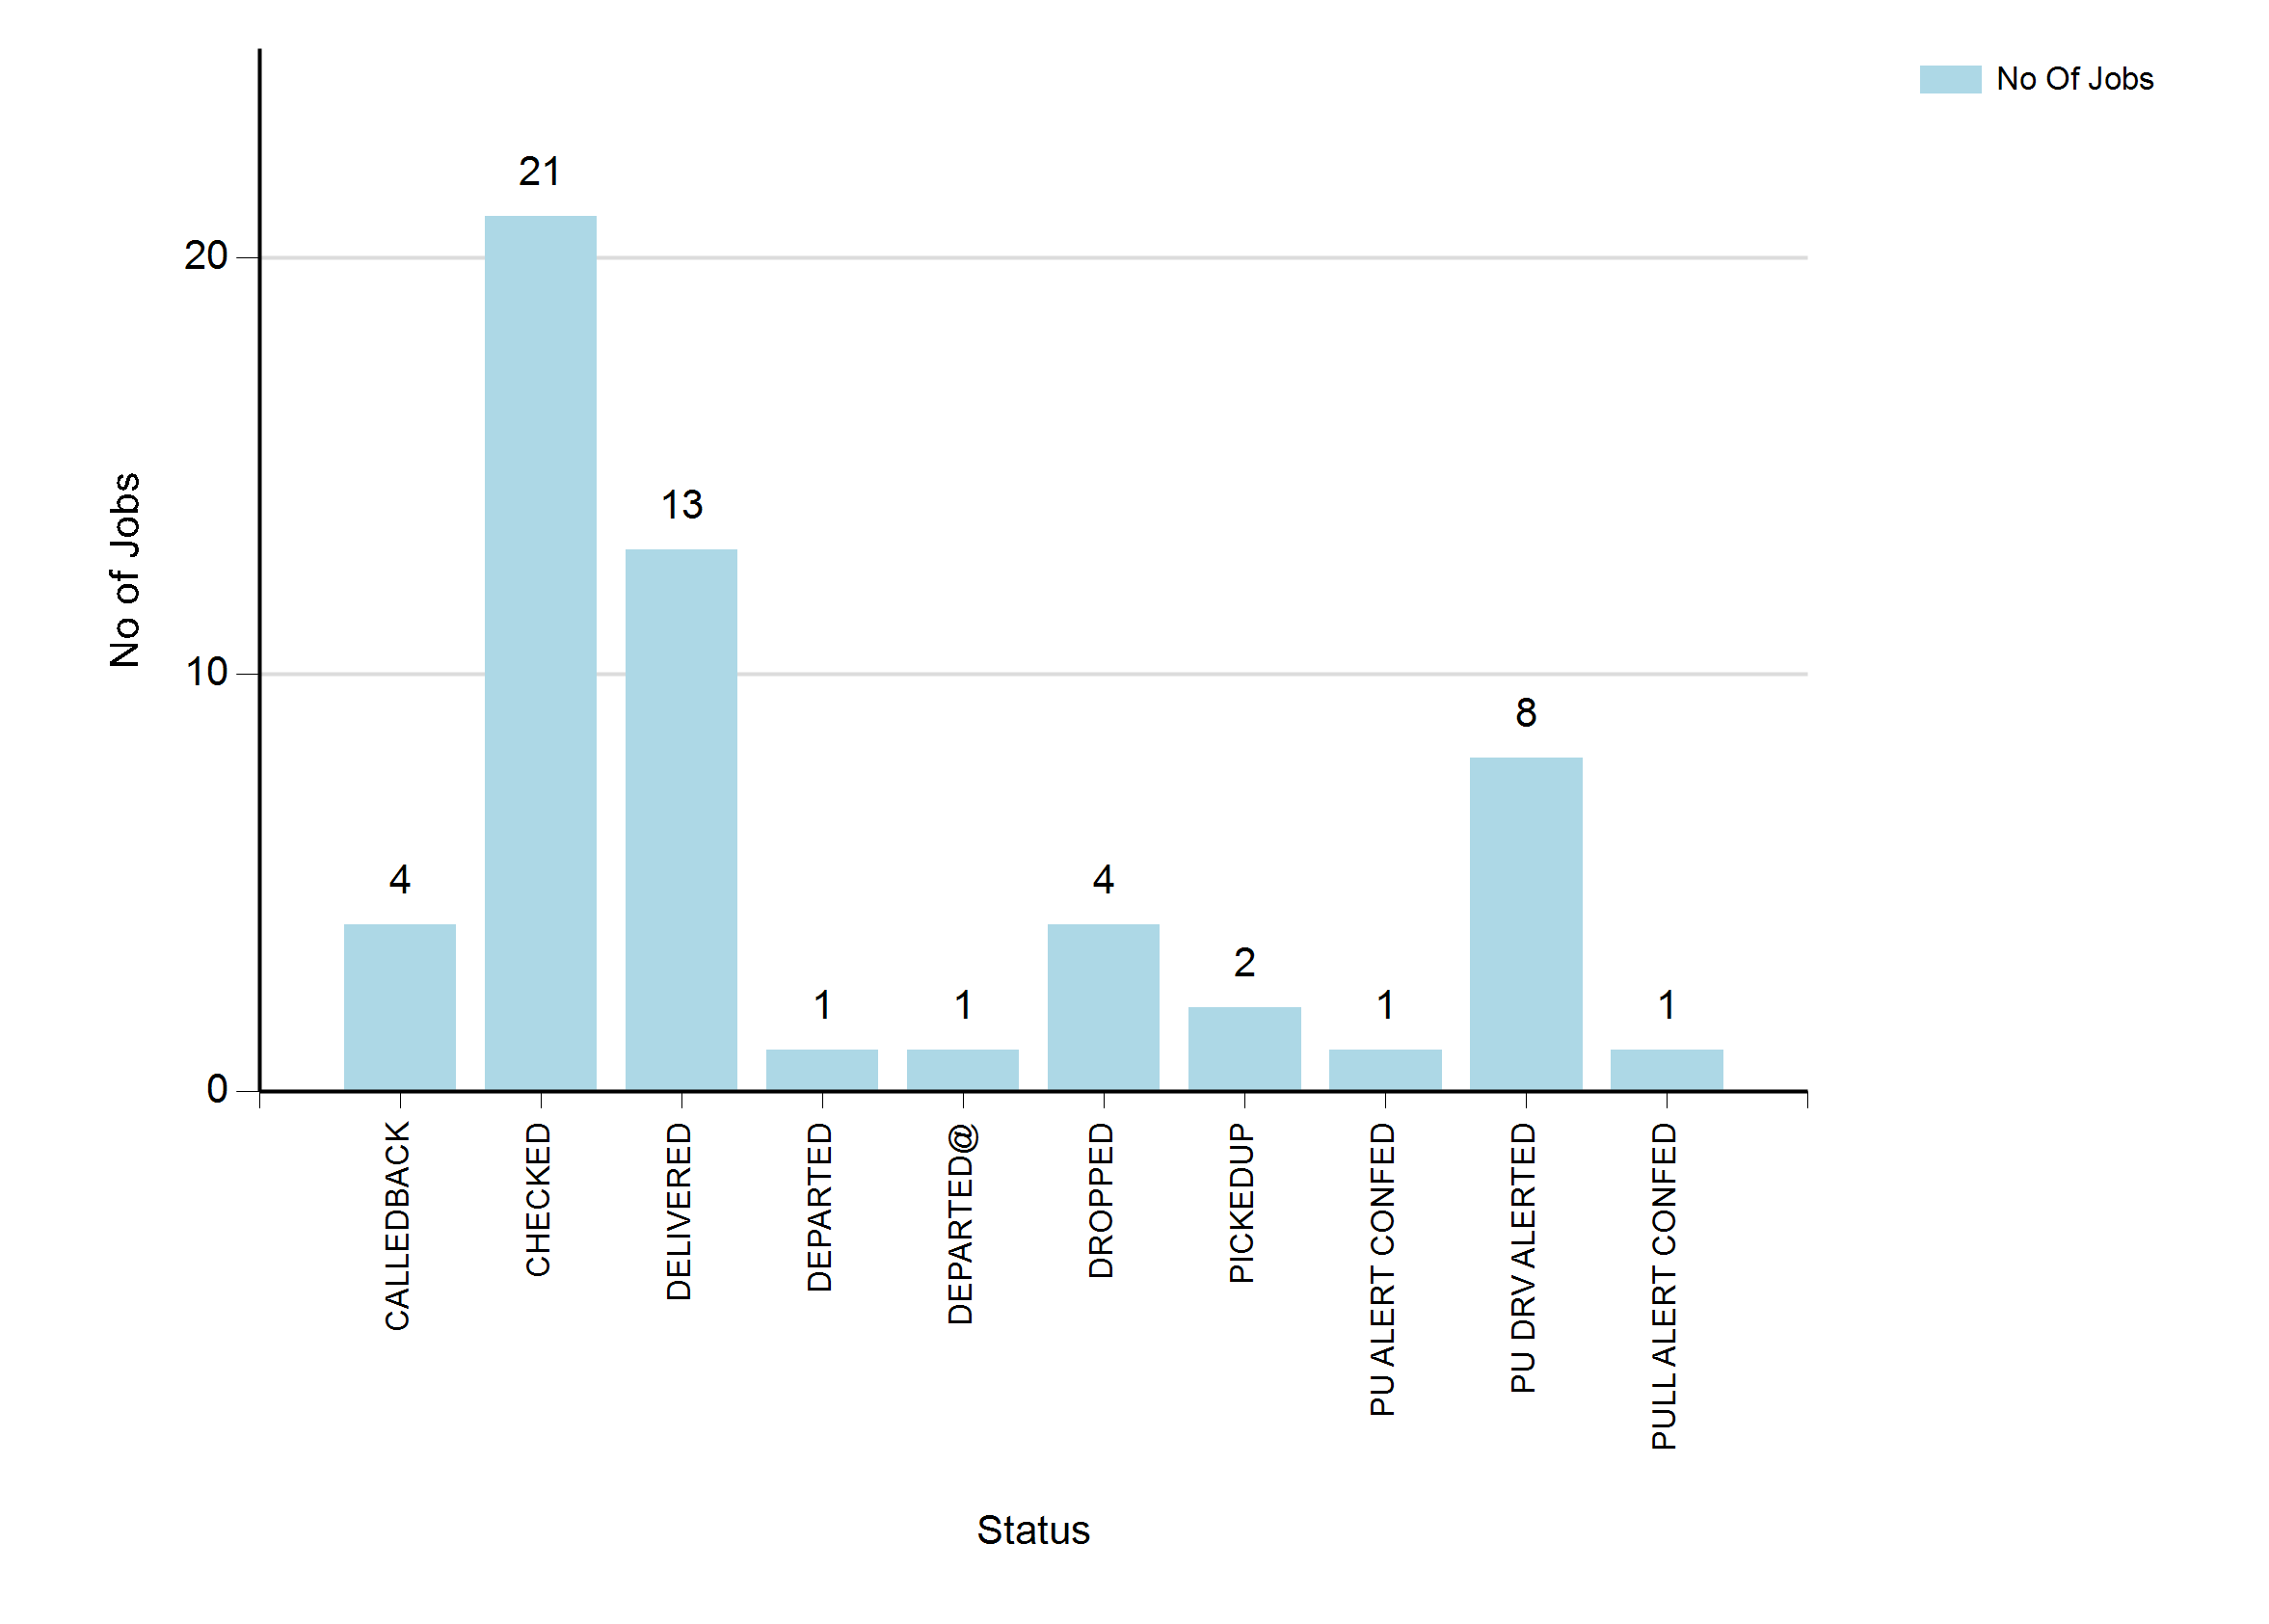 No Of Jobs
21
20
13
No of Jobs
10
8
4
4
2
1
1
1
1
0
CALLEDBACK
CHECKED
DELIVERED
DEPARTED
DEPARTED@
DROPPED
PICKEDUP
PU ALERT CONFED
PU DRV ALERTED
PULL ALERT CONFED
Status